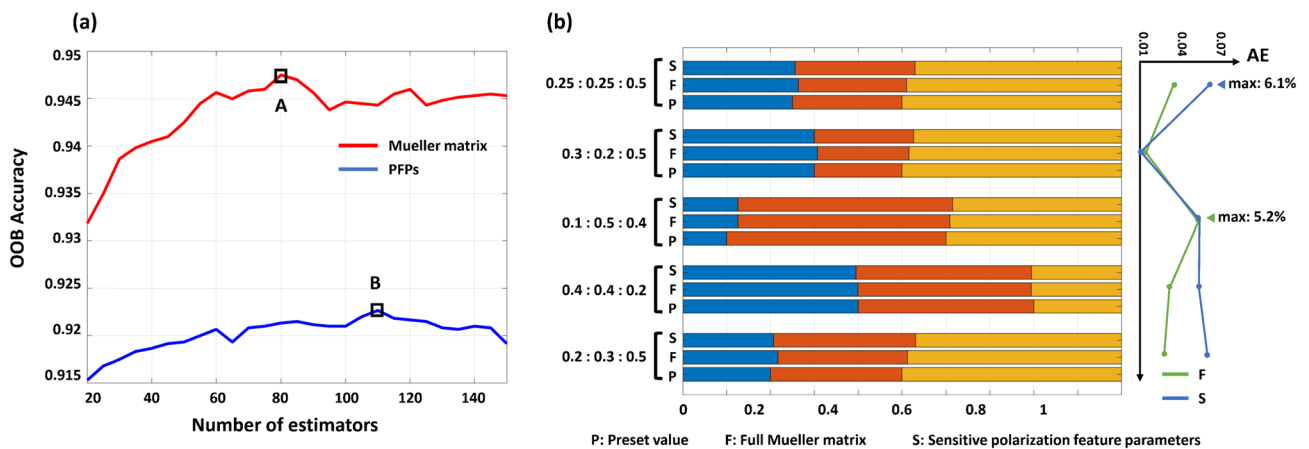 (a)
0.95
0.945
0.94
0.935
0.93
0.925
0.92
0.915
OOB Accuracy
A
B
Mueller matrix
PFPs
20 40 60 80 100 120 140
Number of estimators
(b)
0.25 : 0.25 : 0.5
S
F
P
0.3 : 0.2 : 0.5
S
F
P
0.1 : 0.5 : 0.4
S
F
P
0.4 : 0.4 : 0.2
S
F
P
0.2 : 0.3 : 0.5
S
F
P
0 0.2 0.4 0.6 0.8 1
0.01 0.04 0.07
AE
max: 6.1%
max: 5.2%
F
S
P: Preset value F: Full Mueller matrix S: Sensitive polarization feature parameters